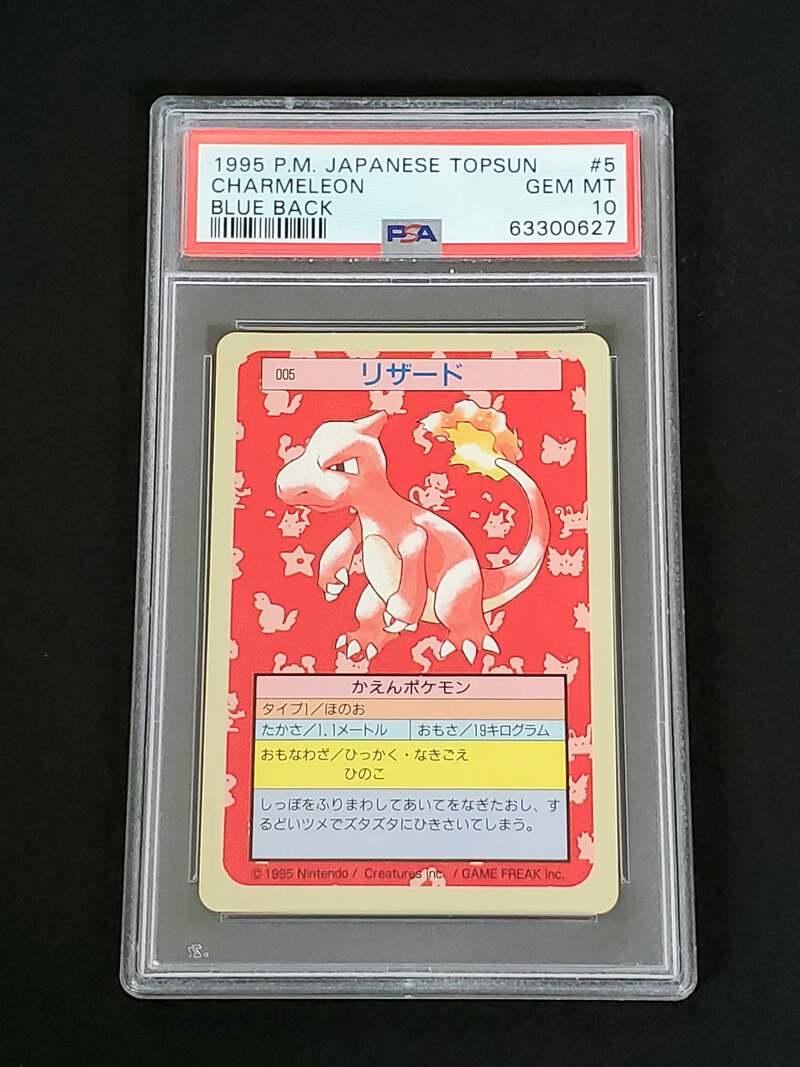 1995 P.M. JAPANESE TOPSUN #5
CHARMELEON GEM MT
BLUE BACK 10
PSA 63300627
005 リザード
かえんポケモン
タイプ1/ほのお
たかさ/1.1メートル おもさ/19キログラム
おもなわざ/ひっかく・なきごえ
ひのこ
しっぽをふりまわしてあいてをなぎたおし、す
るどいツメでズタズタにひきさいてしまう。
© 1995 Nintendo / Creatures inc. / GAME FREAK inc.